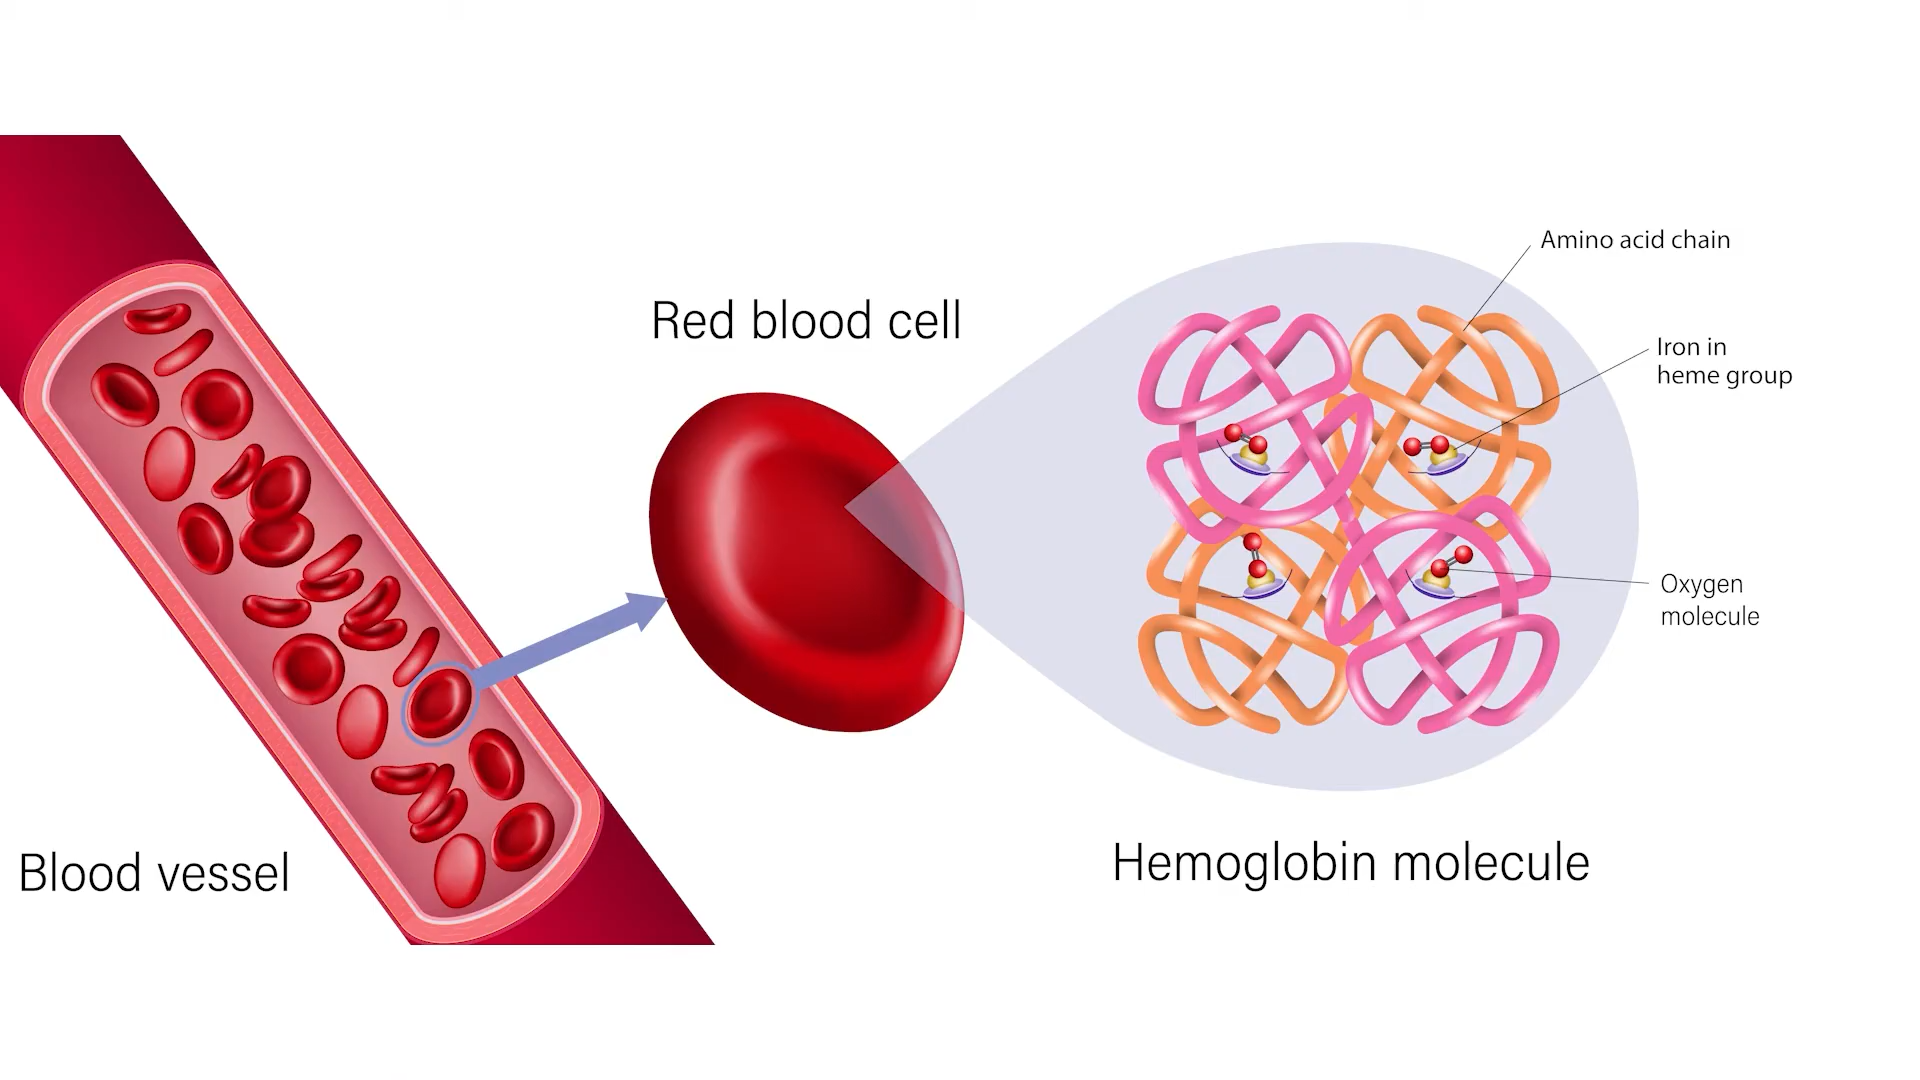 Amino acid chain
Red blood cell
Iron in
heme group
Oxygen
molecule
Blood vessel
Hemoglobin molecule